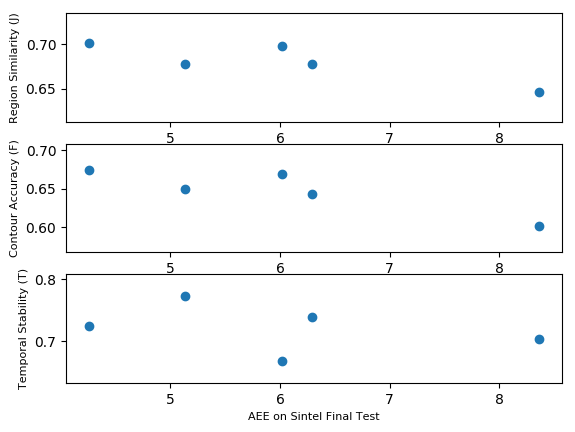 Region Similarity (J)
0.70
0.65
5 6 7 8
Contour Accuracy (F)
0.70
0.65
0.60
5 6 7 8
Temporal Stability (T)
0.8
0.7
5 6 7 8
AEE on Sintel Final Test